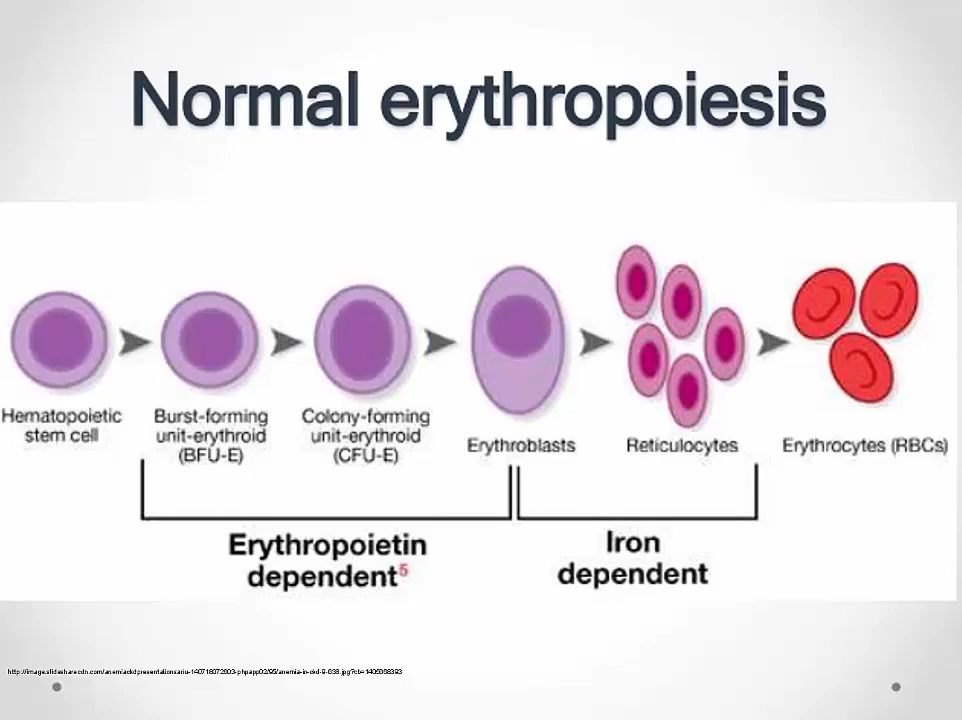 Normal erythropoiesis
Hematopoietic
stem cell
Burst-forming
unit-erythroid
(BFU-E)
Colony-forming
unit-erythroid
(CFU-E)
Erythroblasts
Reticulocytes
Erythrocytes (RBCs)
Erythropoietin
dependent5
Iron
dependent